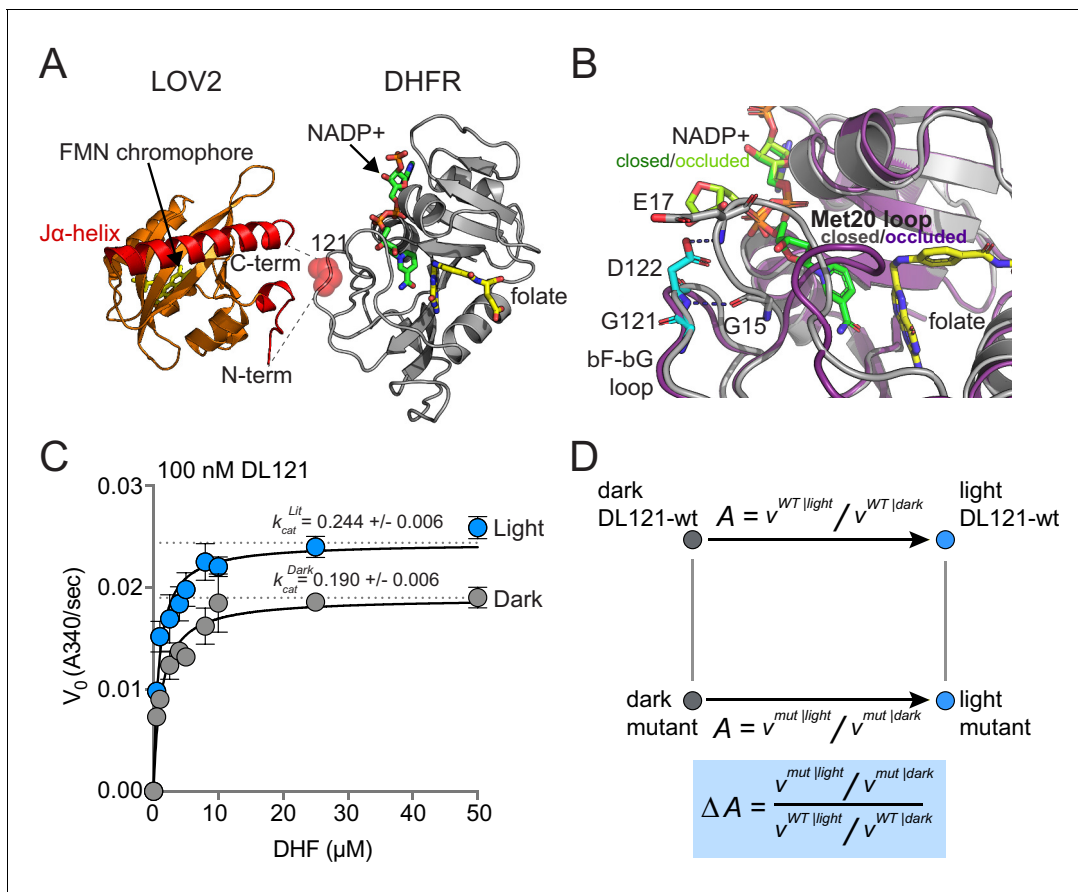 A
LOV2
DHFR
FMN chromophore
NADP+
Jα-helix
C-term
121
folate
N-term
B
NADP+
closed/occluded
E17
Met20 loop
closed/occluded
D122
G121
G15
folate
bF-bG
loop
C
100 nM DL121
0.03
k_cat^Lit = 0.244 +/- 0.006
Light
0.02
k_cat^Dark = 0.190 +/- 0.006
Dark
V0 (A340/sec)
0.01
0.00
0 10 20 30 40 50
DHF (µM)
D
dark
DL121-wt
A = v^WT|light / v^WT|dark
light
DL121-wt
dark
mutant
A = v^mut|light / v^mut|dark
light
mutant
ΔA = v^mut|light / v^mut|dark
v^WT|light / v^WT|dark